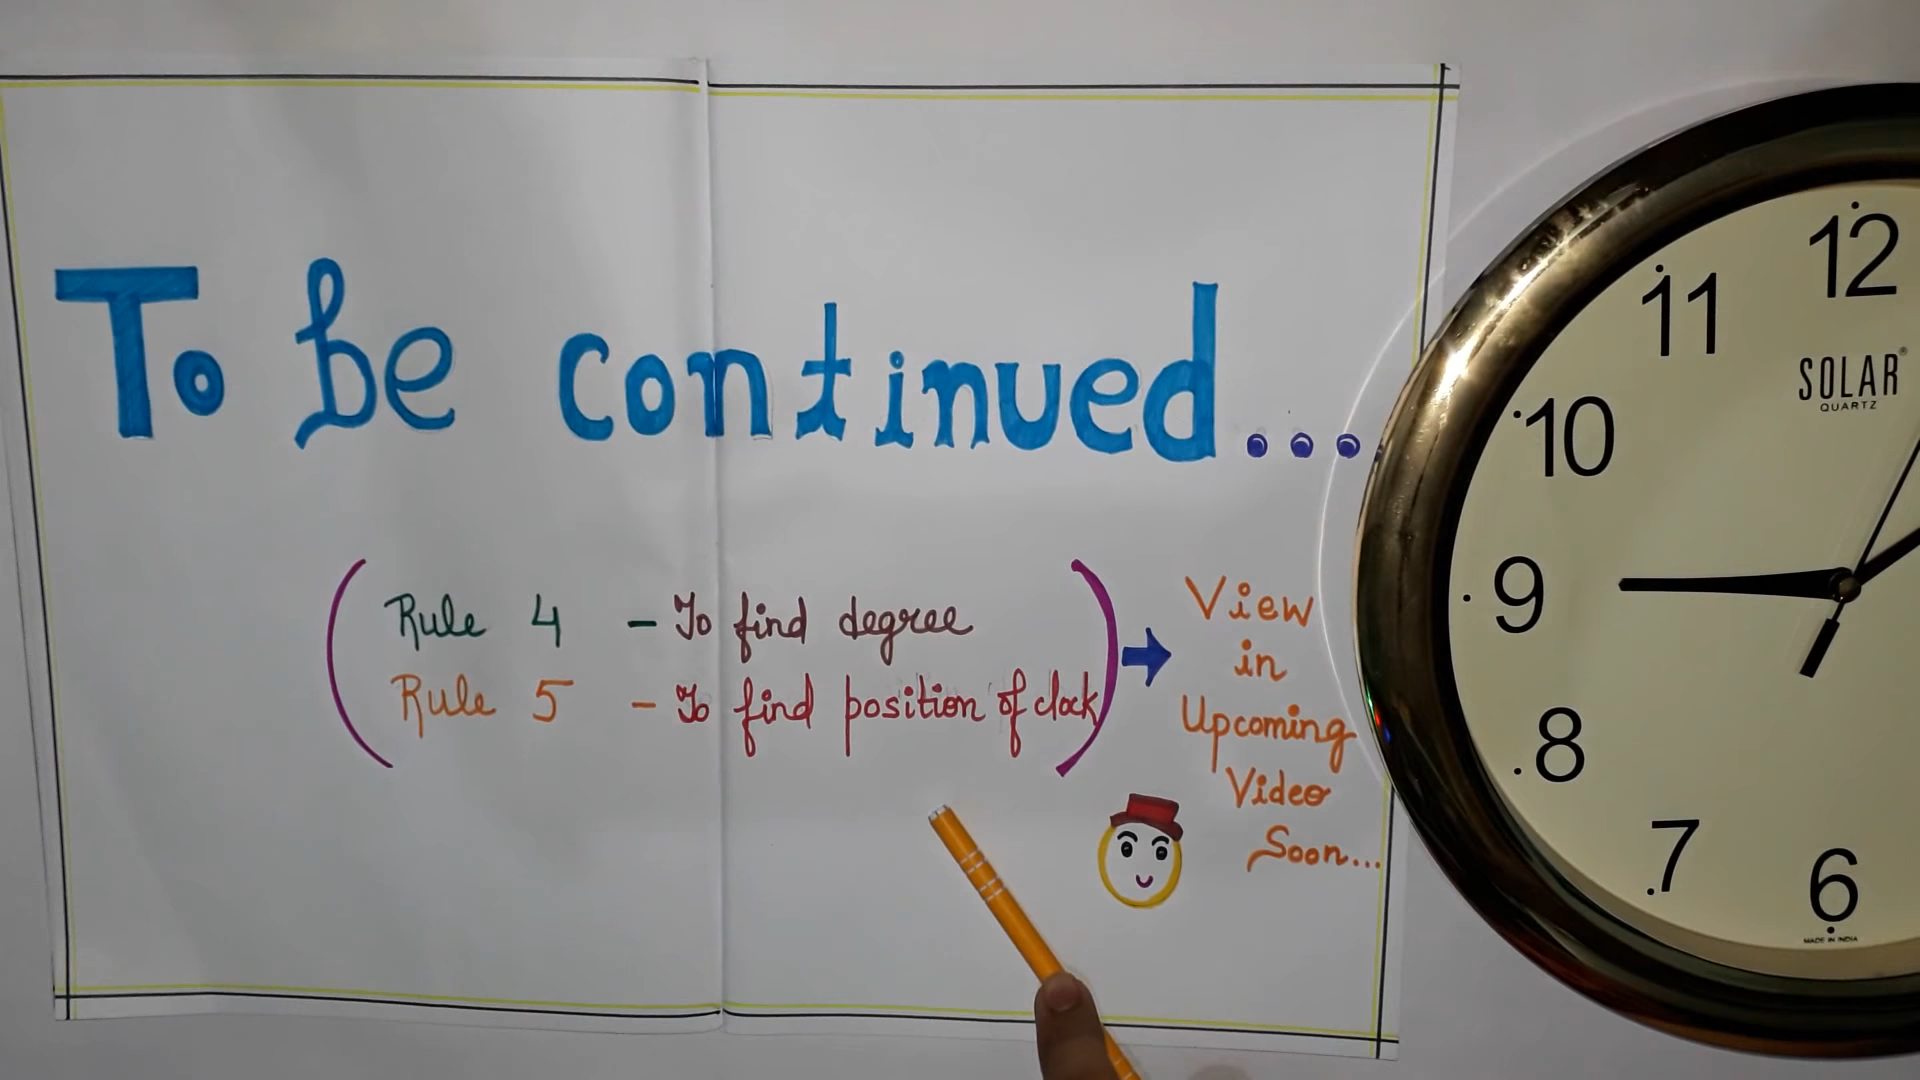 To be continued....
Rule 4 - To find degree
Rule 5 - To find position of clock
View
in
Upcoming
Video
Soon...
12
11
10
9
8
7
6
SOLAR®
QUARTZ
MADE IN INDIA